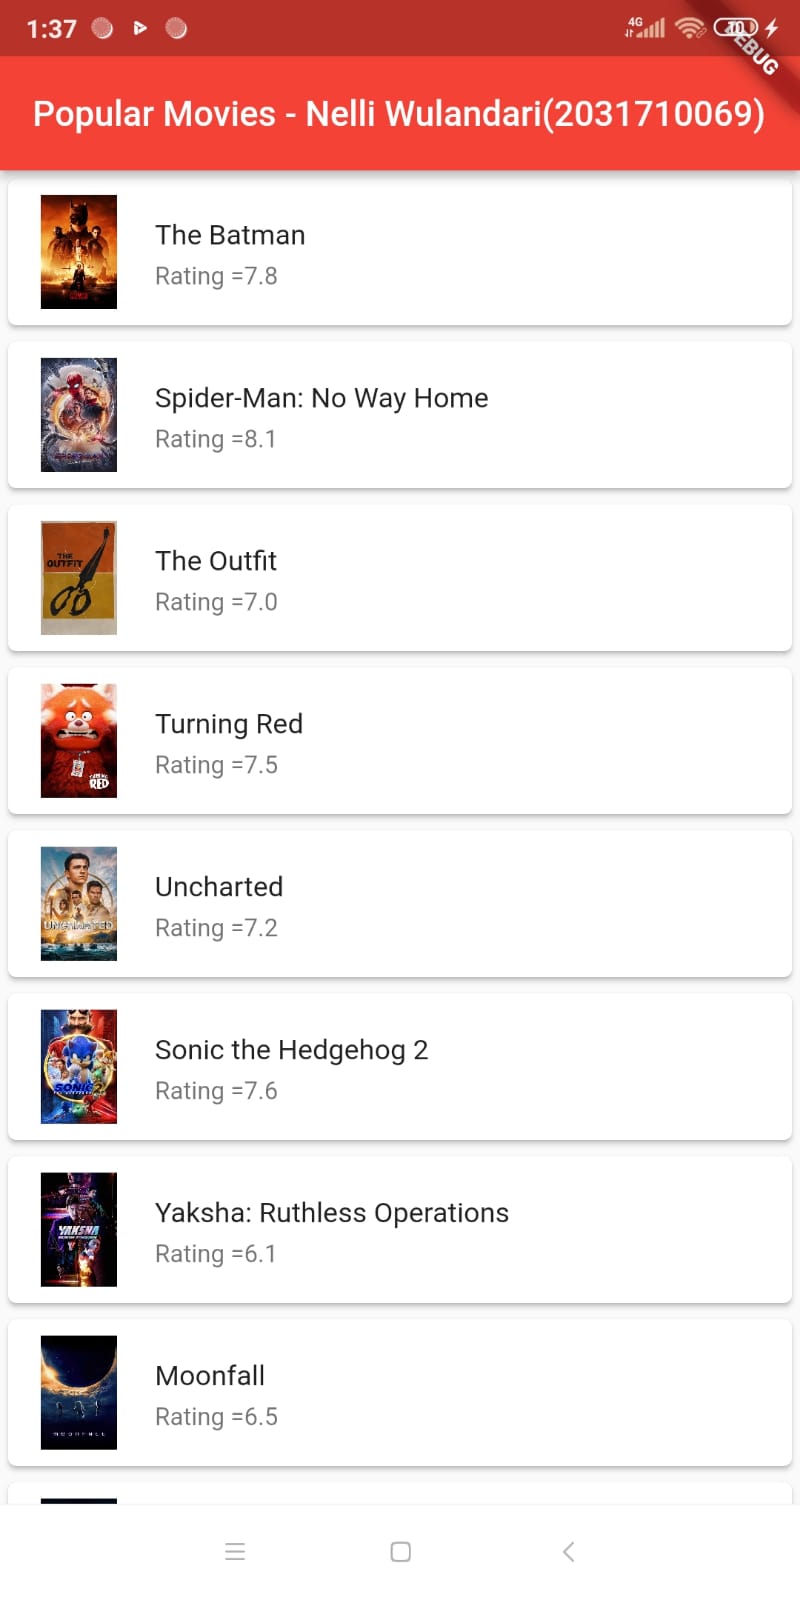 1:37
4G
10
DEBUG
Popular Movies - Nelli Wulandari(2031710069)
The Batman
Rating =7.8
Spider-Man: No Way Home
Rating =8.1
THE
OUTFIT
The Outfit
Rating =7.0
RED
Turning Red
Rating =7.5
UNCHARTED
Uncharted
Rating =7.2
SONIC 2
Sonic the Hedgehog 2
Rating =7.6
YAKSHA
Yaksha: Ruthless Operations
Rating =6.1
MOONFALL
Moonfall
Rating =6.5